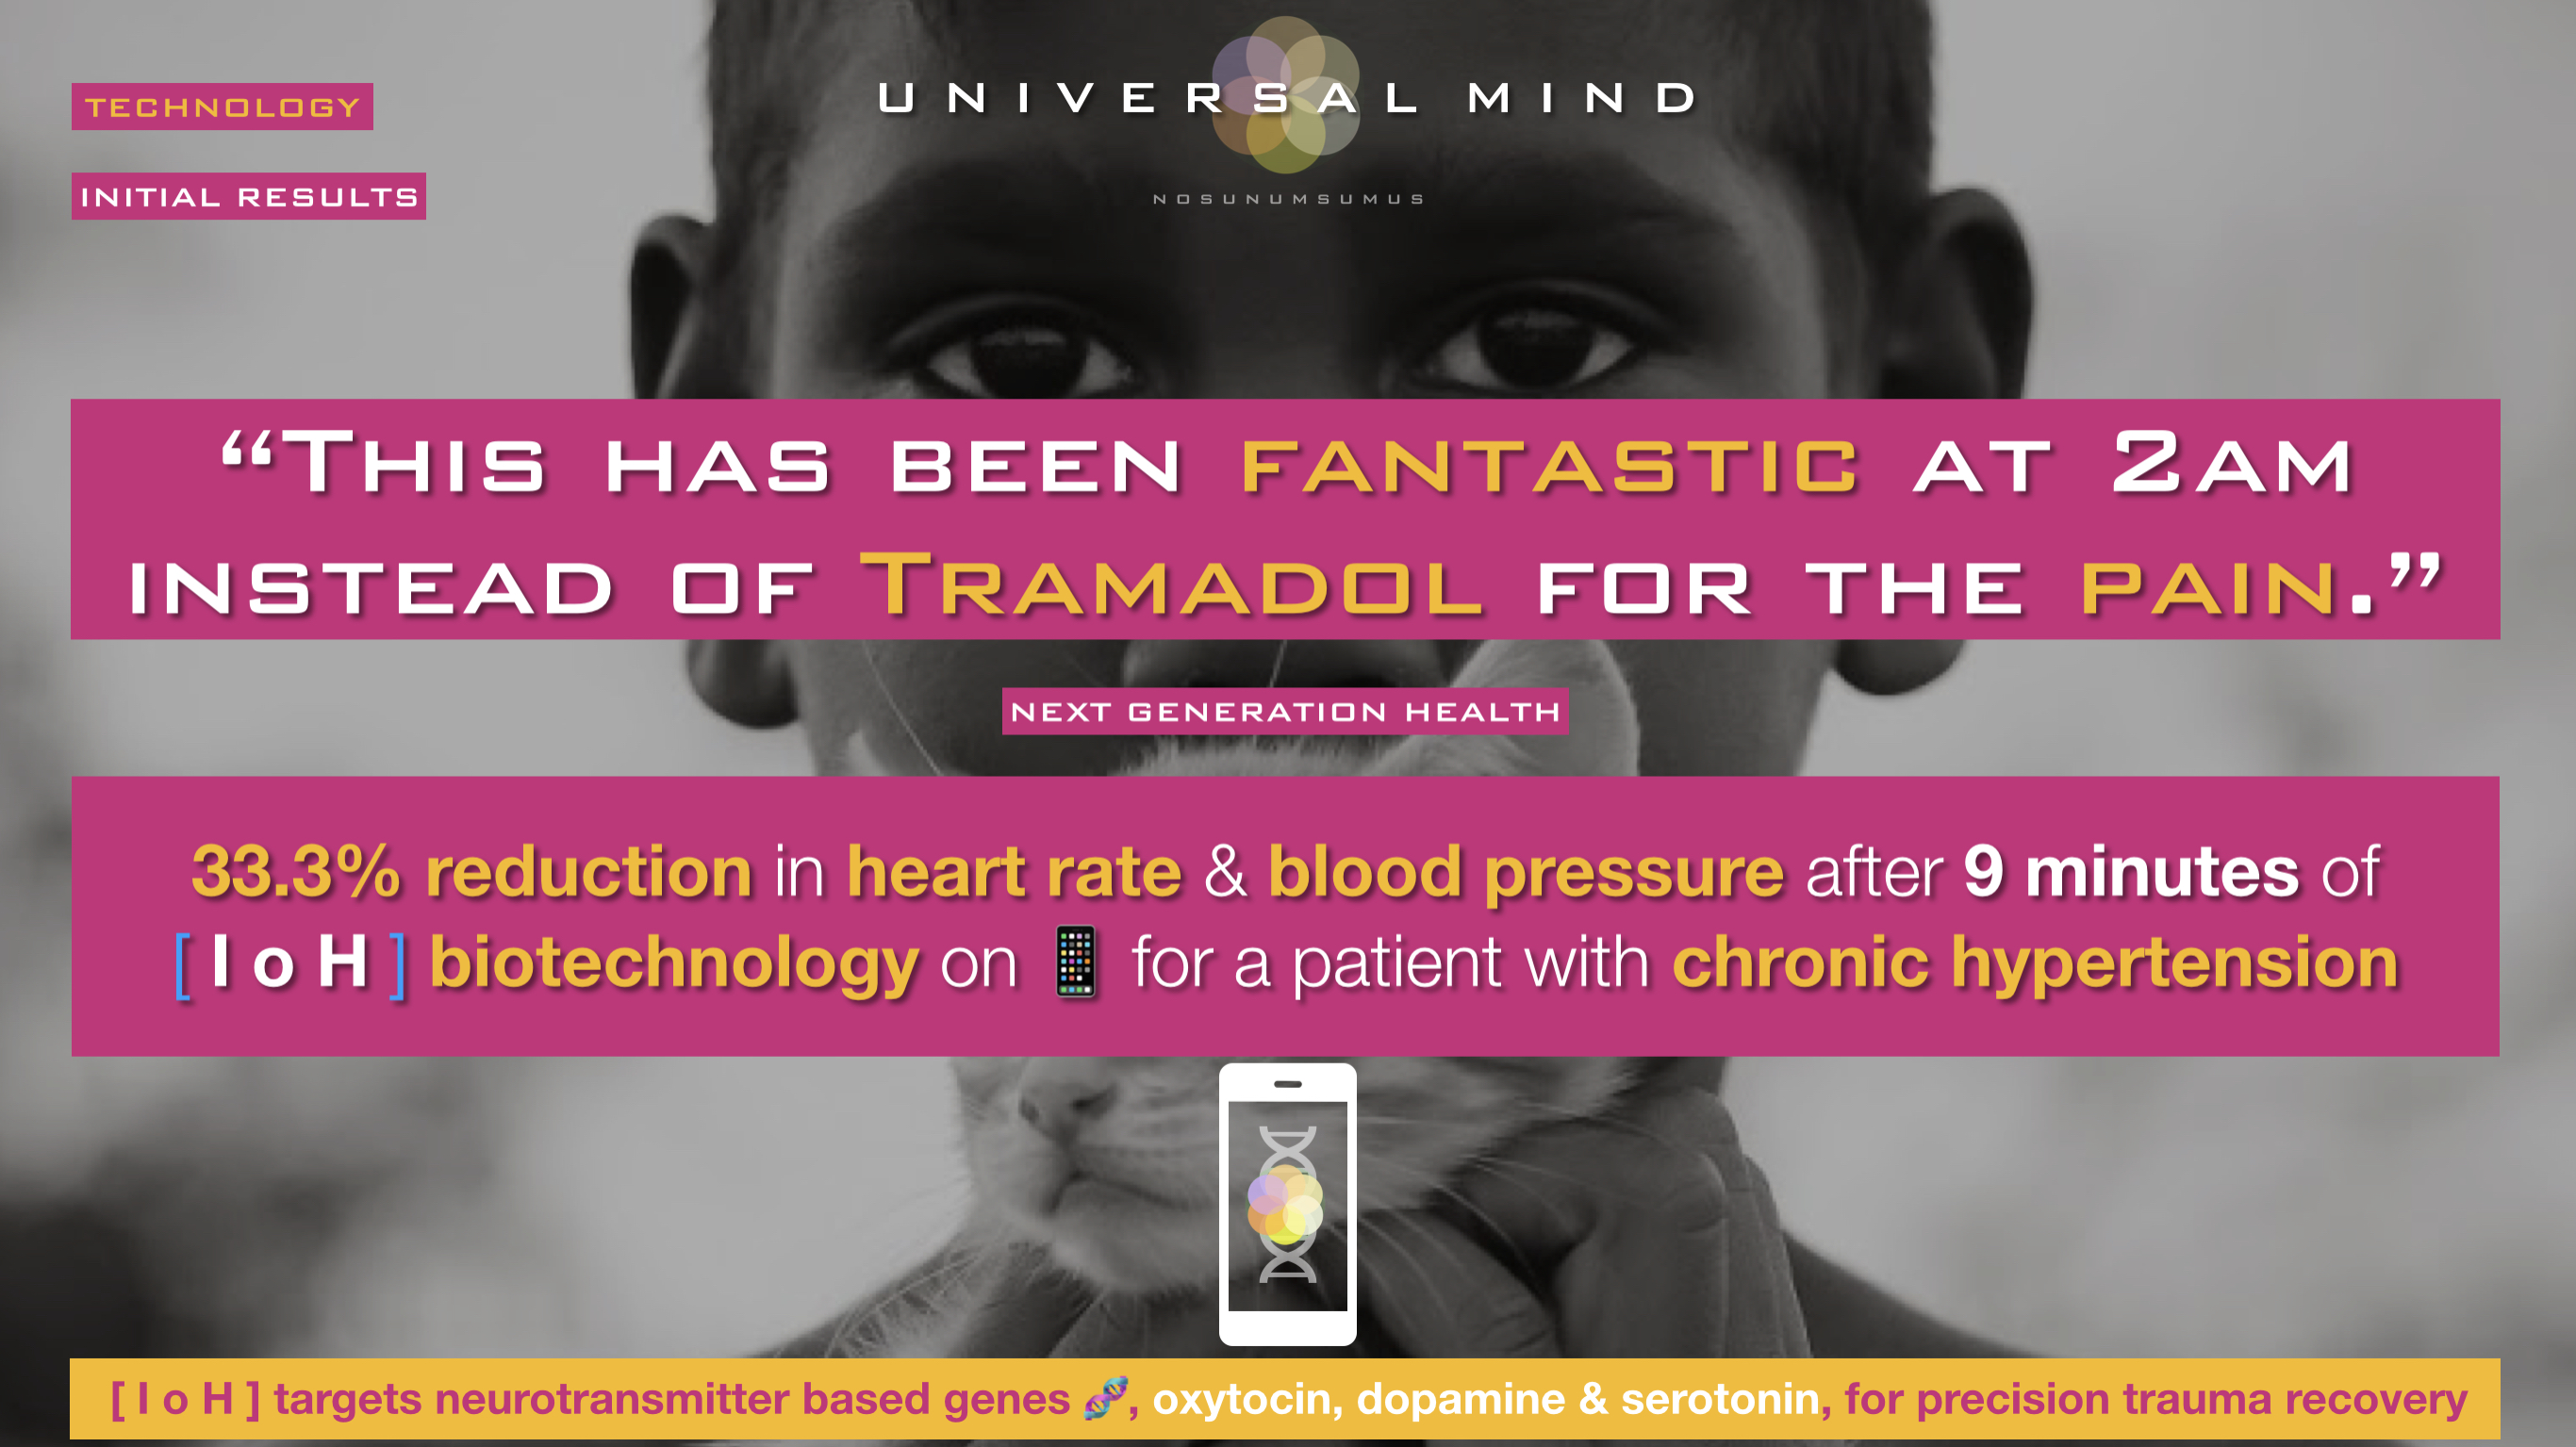 TECHNOLOGY
UNIVERSAL MIND
INITIAL RESULTS
NOSUNUMSUMUS
“THIS HAS BEEN FANTASTIC AT 2AM
INSTEAD OF TRAMADOL FOR THE PAIN.”
NEXT GENERATION HEALTH
33.3% reduction in heart rate & blood pressure after 9 minutes of
[ I o H ] biotechnology on 📱 for a patient with chronic hypertension
[ I o H ] targets neurotransmitter based genes 🧬, oxytocin, dopamine & serotonin, for precision trauma recovery